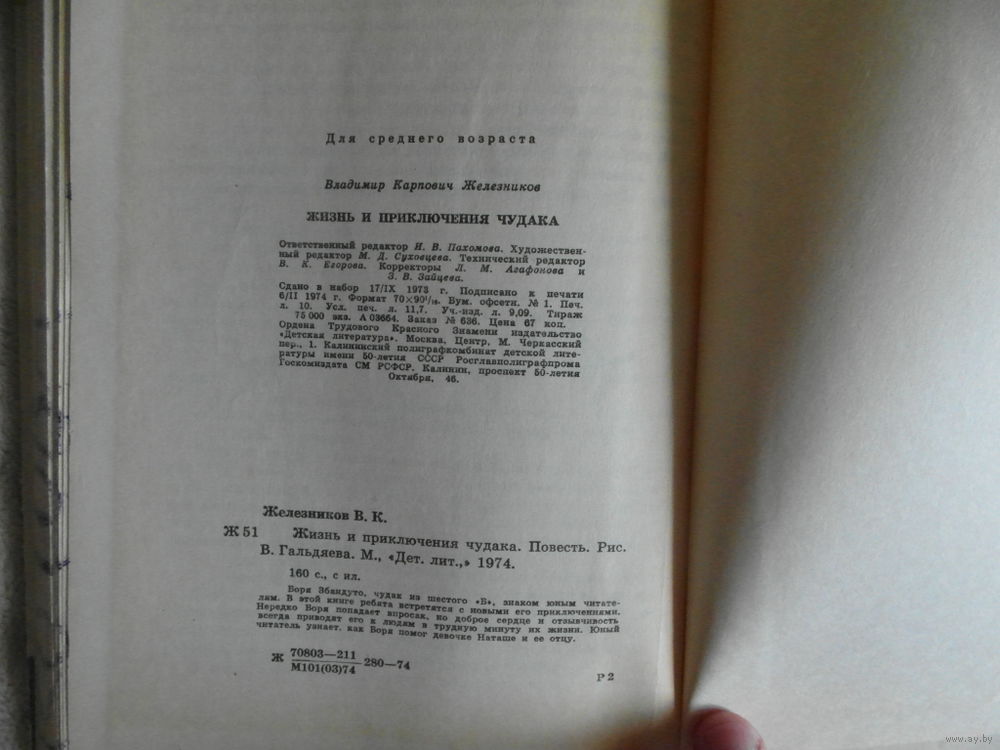 Для среднего возраста
Владимир Карпович Железников
ЖИЗНЬ И ПРИКЛЮЧЕНИЯ ЧУДАКА
Ответственный редактор И. В. Пахомова. Художествен-
ный редактор М. Д. Суховцева. Технический редактор
В. К. Егорова. Корректоры Л. М. Агафонова и
З. В. Зайцева.
Сдано в набор 17/IX 1973 г. Подписано к печати
6/II 1974 г. Формат 70×90¹/₁₆. Бум. офсетн. № 1. Печ.
л. 10. Усл. печ. л. 11,7. Уч.-изд. л. 9,09. Тираж
75 000 экз. А 03664. Заказ № 636. Цена 67 коп.
Ордена Трудового Красного Знамени издательство
«Детская литература». Москва, Центр, М. Черкасский
пер., 1. Калининский полиграфкомбинат детской лите-
ратуры имени 50-летия СССР Росглавполиграфпрома
Госкомиздата СМ РСФСР. Калинин, проспект 50-летия
Октября, 46.
Железников В. К.
Ж 51 Жизнь и приключения чудака. Повесть. Рис.
В. Гальдяева. М., «Дет. лит.,» 1974.
160 с., с ил.
Боря Збандуто, чудак из шестого «Б», знаком юным читате-
лям. В этой книге ребята встретятся с новыми его приключениями.
Нередко Боря попадает впросак, но доброе сердце и отзывчивость
всегда приводят его к людям в трудную минуту их жизни. Юный
читатель узнает, как Боря помог девочке Наташе и ее отцу.
Ж 70803—211
М101(03)74 280—74
Р 2
www.ay.by